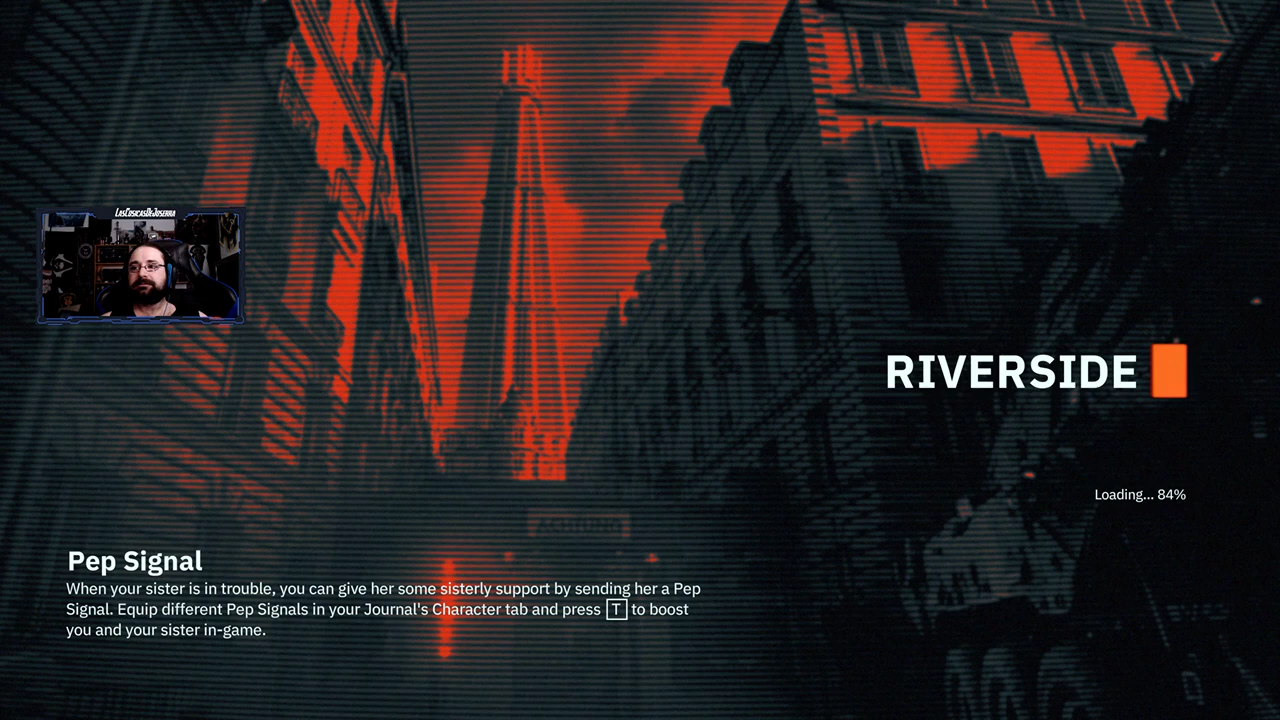 LasCosicasDeJoserra
RIVERSIDE
Loading... 84%
Pep Signal
When your sister is in trouble, you can give her some sisterly support by sending her a Pep
Signal. Equip different Pep Signals in your Journal's Character tab and press T to boost
you and your sister in-game.
ACHTUNG